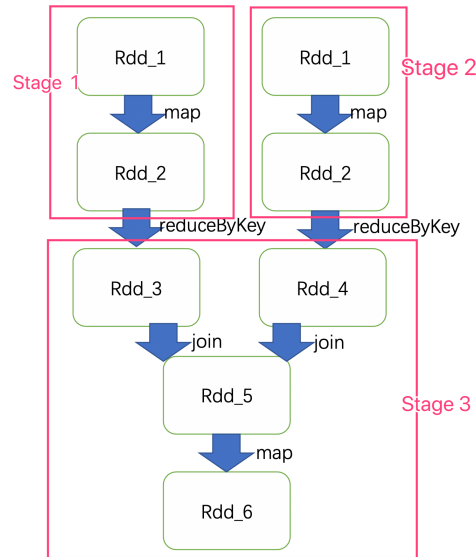 Rdd_1
Rdd_1
Stage 1
Stage 2
map
map
Rdd_2
Rdd_2
reduceByKey
reduceByKey
Rdd_3
Rdd_4
join
join
Rdd_5
Stage 3
map
Rdd_6